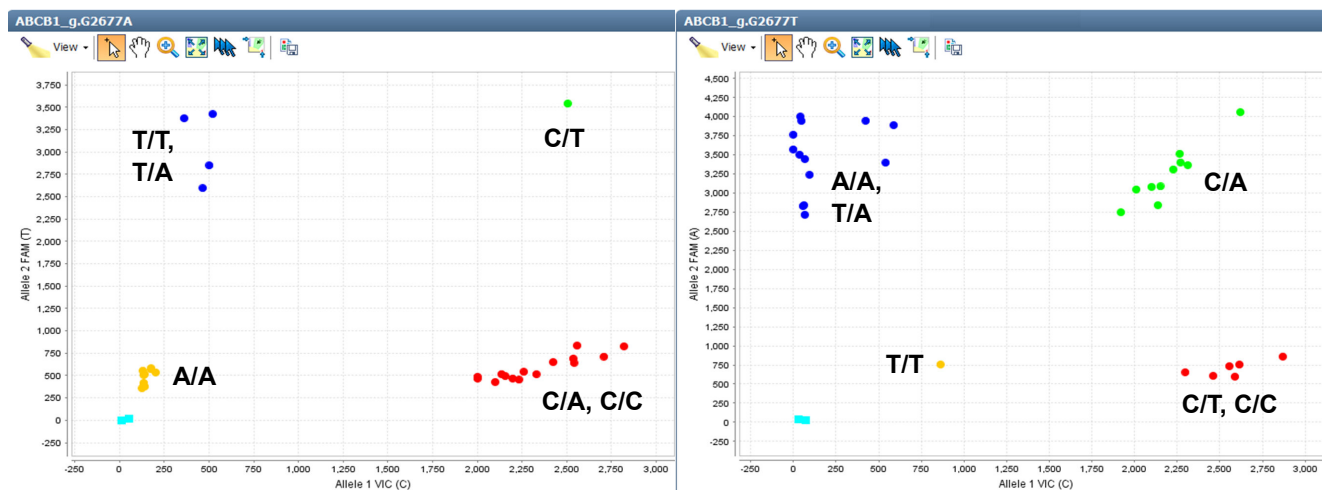 ABCB1_g.G2677A
View
3,750
3,500
3,250
3,000
2,750
2,500
2,250
2,000
1,750
1,500
1,250
1,000
750
500
250
0
-250
Allele 2 FAM (T)
T/T,
T/A
C/T
A/A
C/A, C/C
-250 0 250 500 750 1,000 1,250 1,500 1,750 2,000 2,250 2,500 2,750 3,000
Allele 1 VIC (C)
ABCB1_g.G2677T
View
4,500
4,250
4,000
3,750
3,500
3,250
3,000
2,750
2,500
2,250
2,000
1,750
1,500
1,250
1,000
750
500
250
0
-250
Allele 2 FAM (A)
A/A,
T/A
C/A
T/T
C/T, C/C
-250 0 250 500 750 1,000 1,250 1,500 1,750 2,000 2,250 2,500 2,750 3,000
Allele 1 VIC (C)